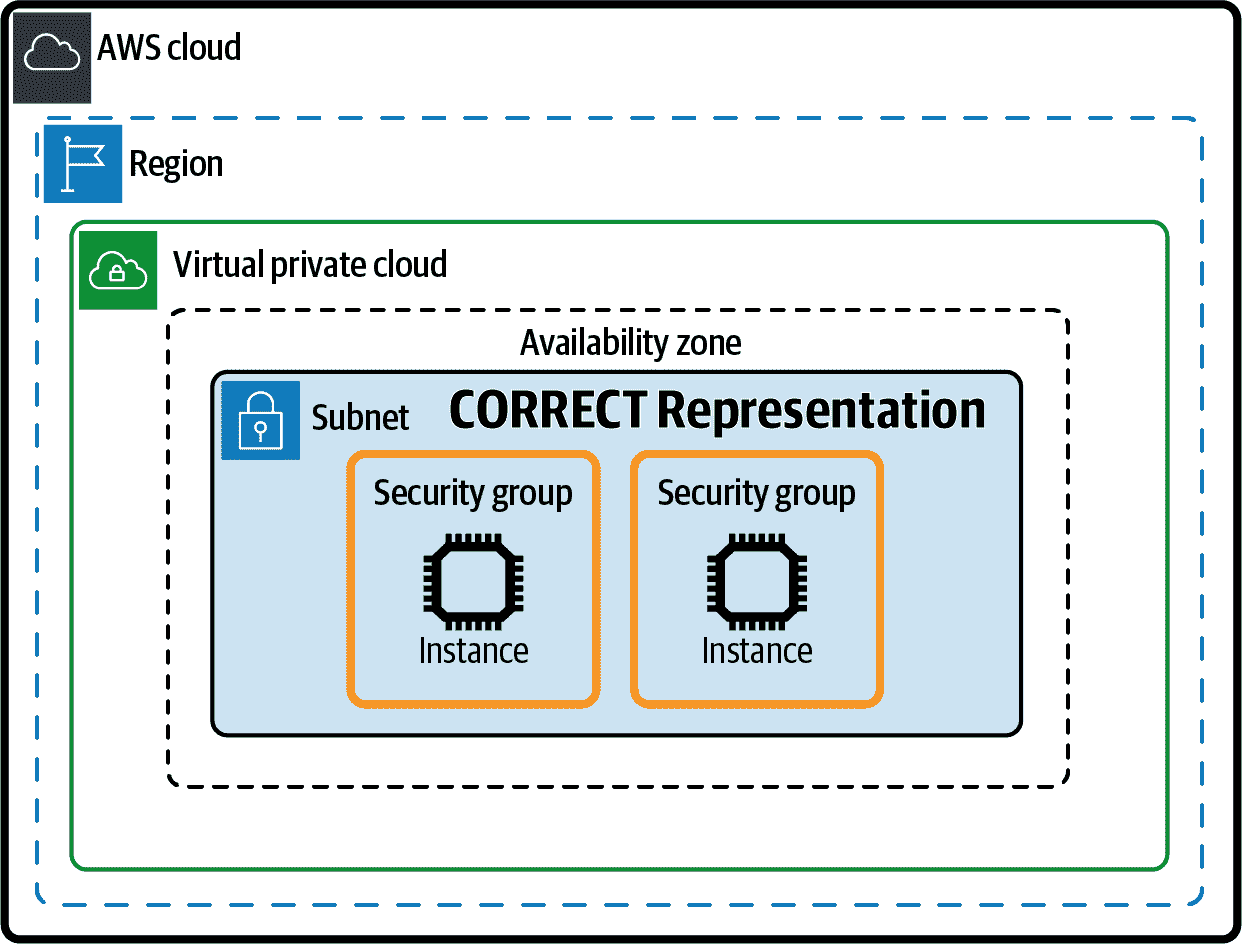 AWS cloud
Region
Virtual private cloud
Availability zone
Subnet
CORRECT Representation
Security group
Security group
Instance
Instance